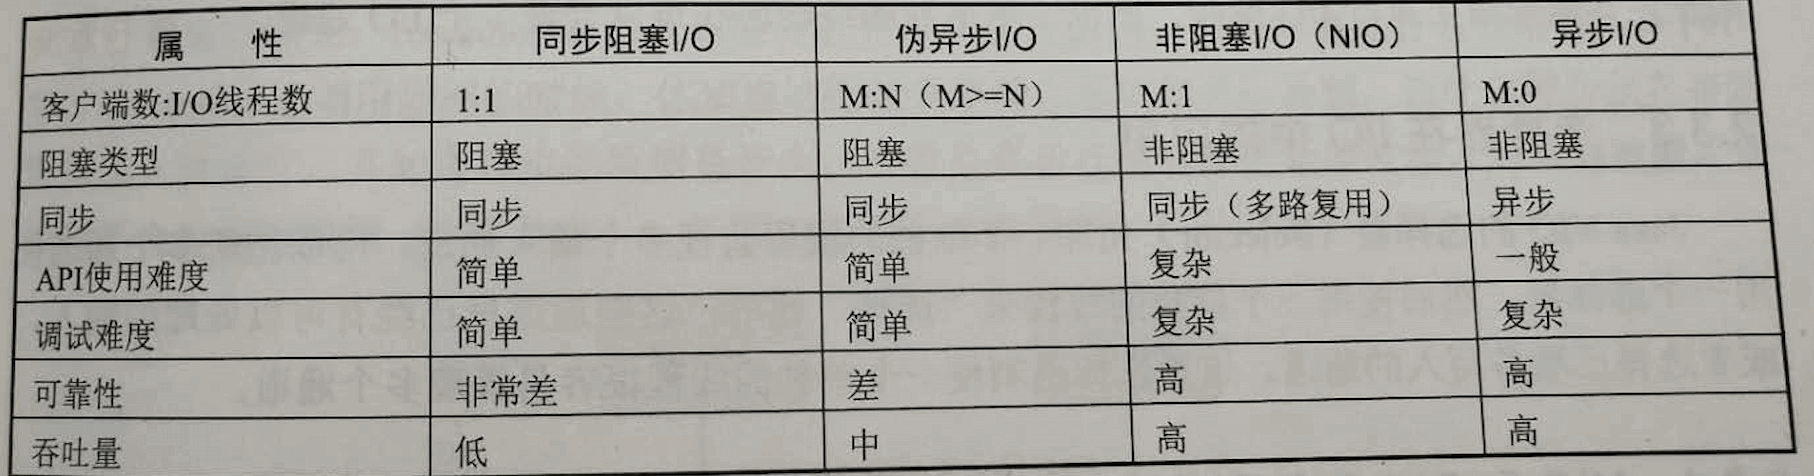 属 性 同步阻塞I/O 伪异步I/O 非阻塞I/O（NIO） 异步I/O
客户端数:I/O线程数 1:1 M:N（M>=N） M:1 M:0
阻塞类型 阻塞 阻塞 非阻塞 非阻塞
同步 同步 同步 同步（多路复用） 异步
API使用难度 简单 简单 复杂 一般
调试难度 简单 简单 复杂 复杂
可靠性 非常差 差 高 高
吞吐量 低 中 高 高